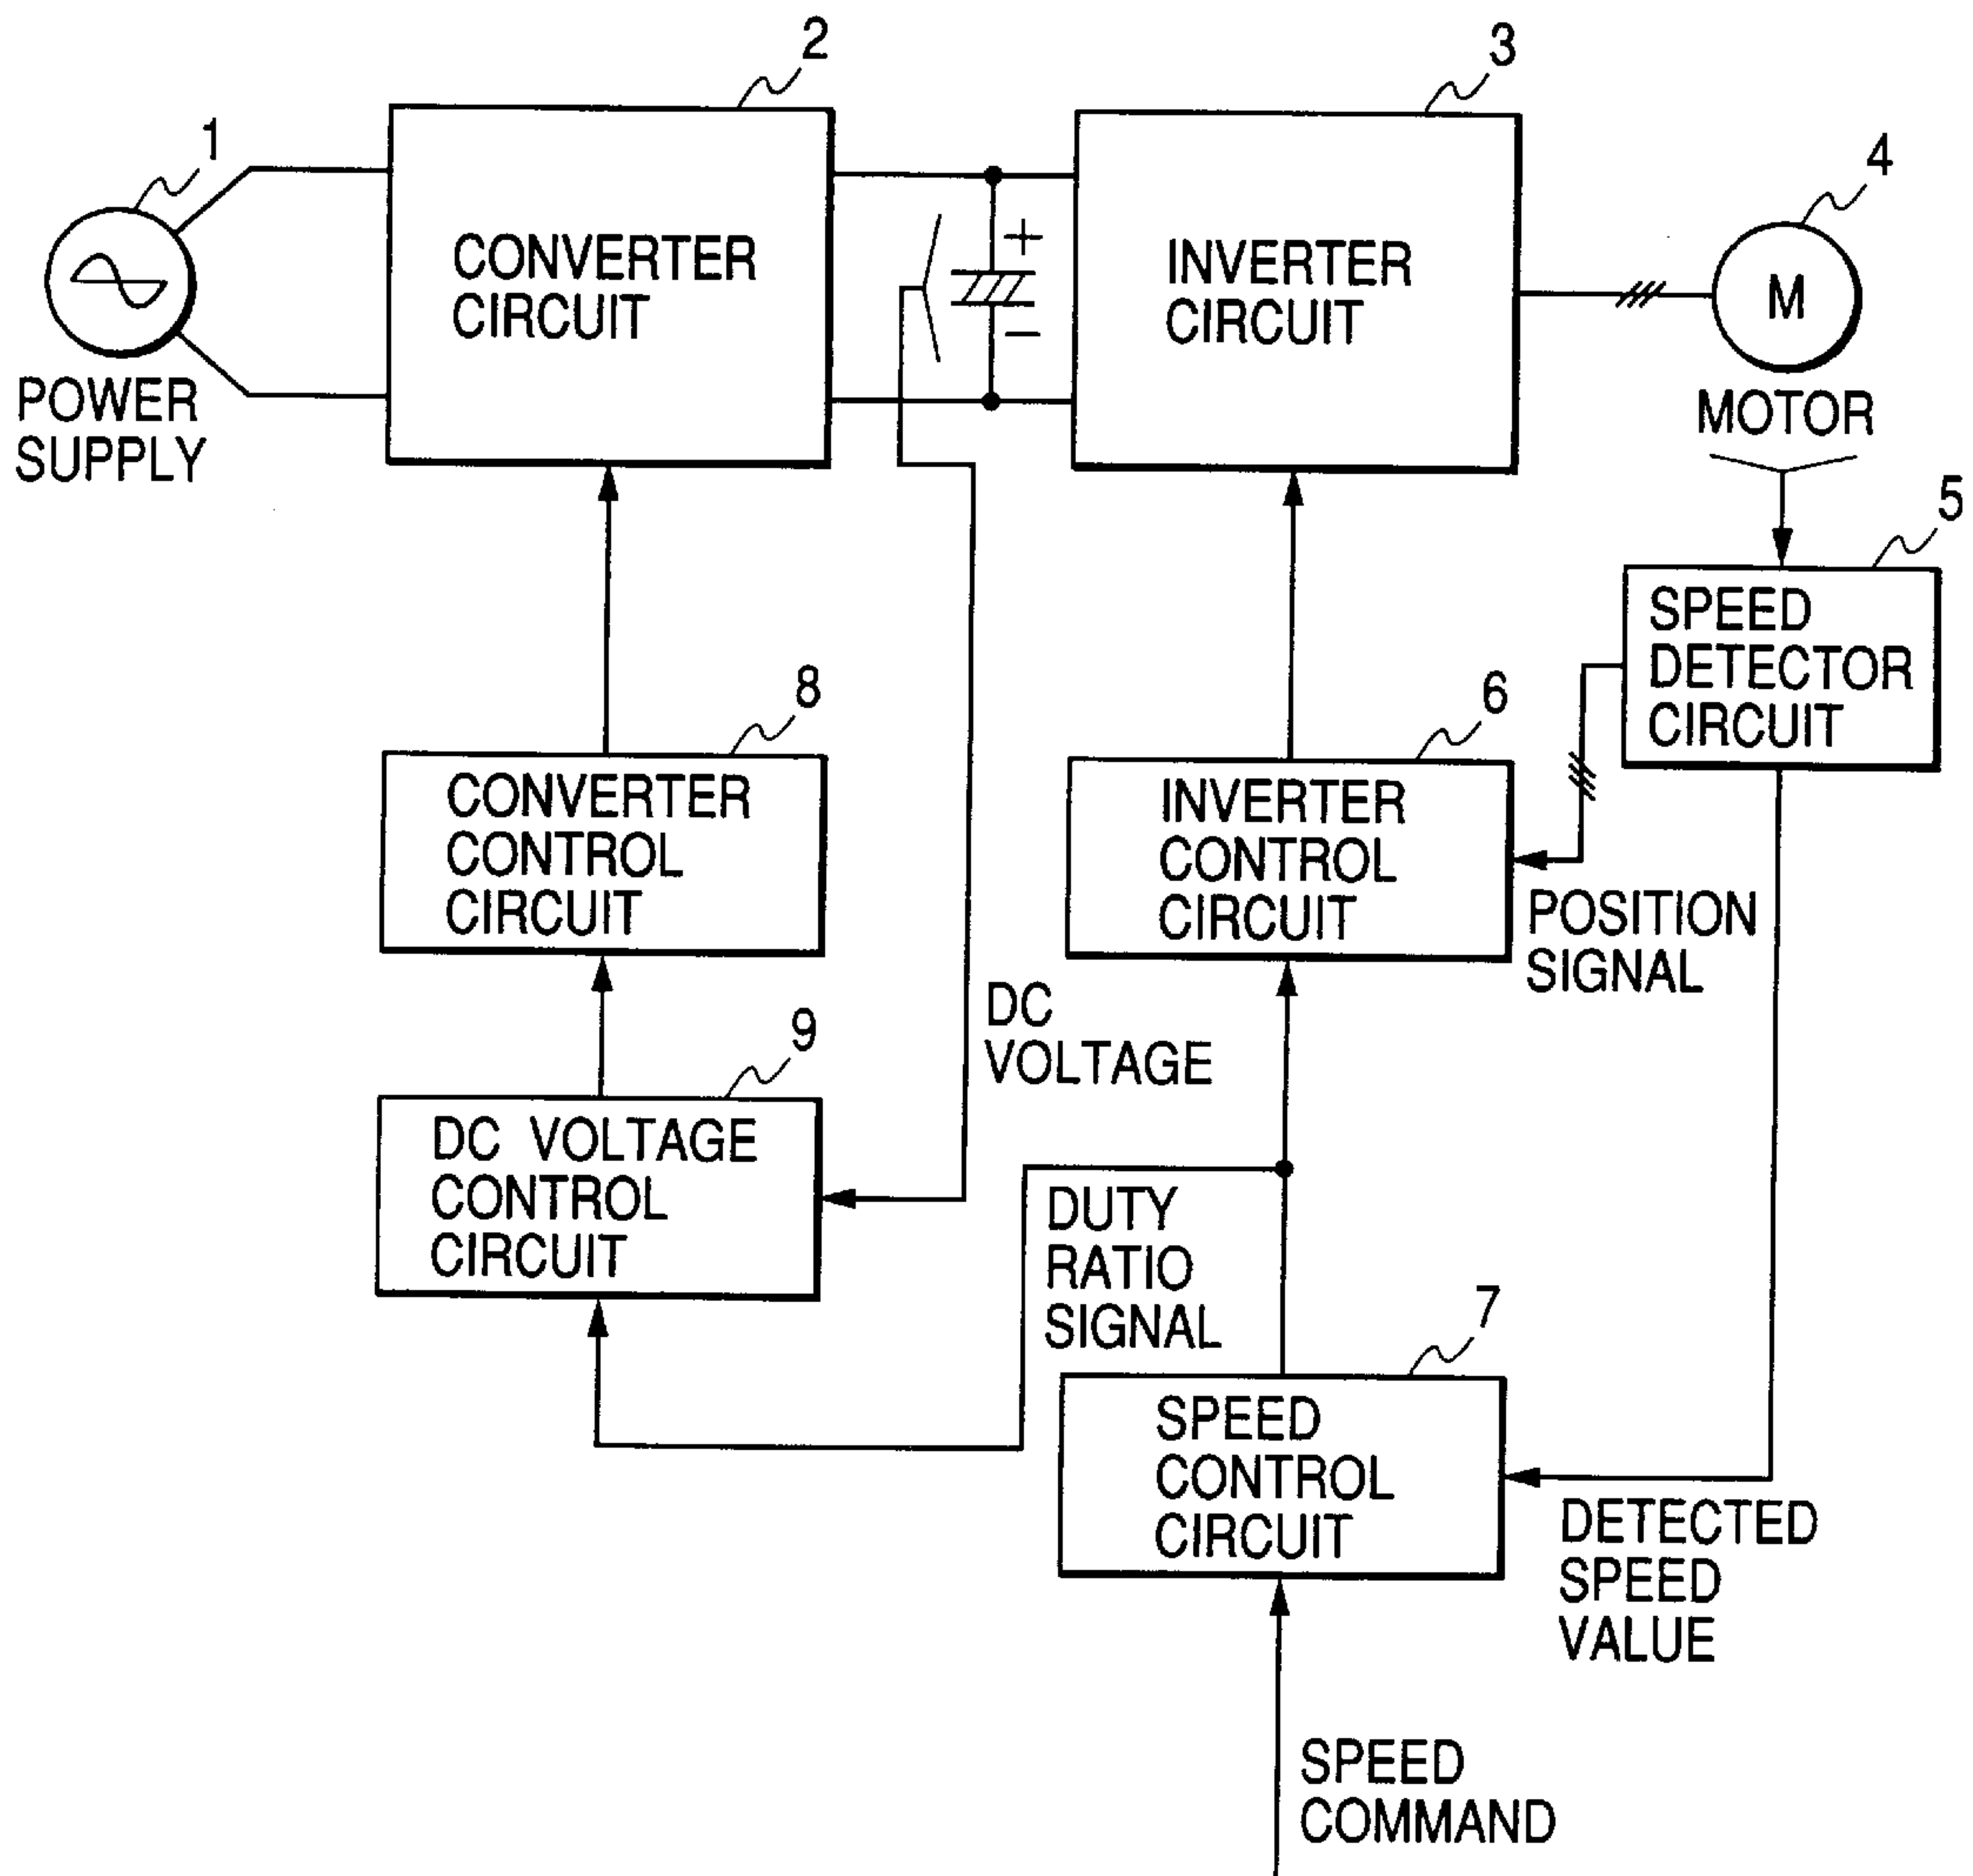 2
3
1
4
CONVERTER
CIRCUIT
+
−
INVERTER
CIRCUIT
M
POWER
SUPPLY
MOTOR
5
SPEED
DETECTOR
CIRCUIT
8
CONVERTER
CONTROL
CIRCUIT
6
INVERTER
CONTROL
CIRCUIT
POSITION
SIGNAL
DC
VOLTAGE
9
DC VOLTAGE
CONTROL
CIRCUIT
DUTY
RATIO
SIGNAL
7
SPEED
CONTROL
CIRCUIT
DETECTED
SPEED
VALUE
SPEED
COMMAND